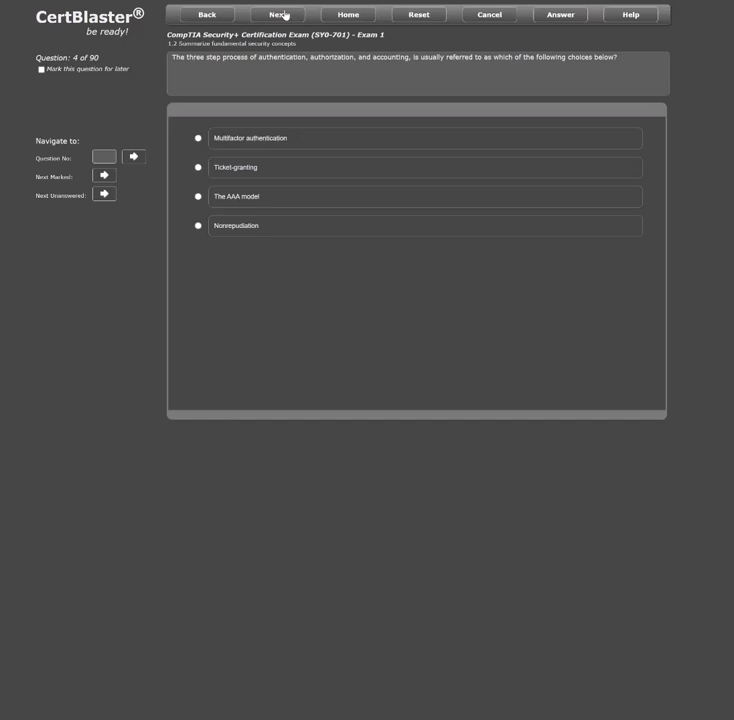 CertBlaster®
be ready!
Back
Next
Home
Reset
Cancel
Answer
Help
CompTIA Security+ Certification Exam (SY0-701) - Exam 1
1.2 Summarize fundamental security concepts
Question: 4 of 90
Mark this question for later
The three step process of authentication, authorization, and accounting, is usually referred to as which of the following choices below?
Navigate to:
Question No:
Next Marked:
Next Unanswered:
Multifactor authentication
Ticket-granting
The AAA model
Nonrepudiation